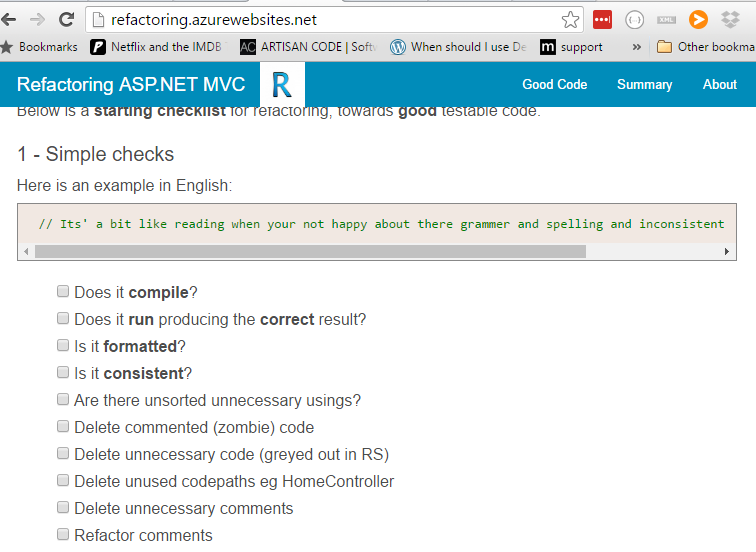 refactoring.azurewebsites.net
Bookmarks Netflix and the IMDB AC ARTISAN CODE | Soft When should I use De m support » Other bookma
Refactoring ASP.NET MVC R Good Code Summary About
Below is a starting checklist for refactoring, towards good testable code.
1 - Simple checks
Here is an example in English:
// Its' a bit like reading when your not happy about there grammer and spelling and inconsistent
Does it compile?
Does it run producing the correct result?
Is it formatted?
Is it consistent?
Are there unsorted unnecessary usings?
Delete commented (zombie) code
Delete unnecessary code (greyed out in RS)
Delete unused codepaths eg HomeController
Delete unnecessary comments
Refactor comments